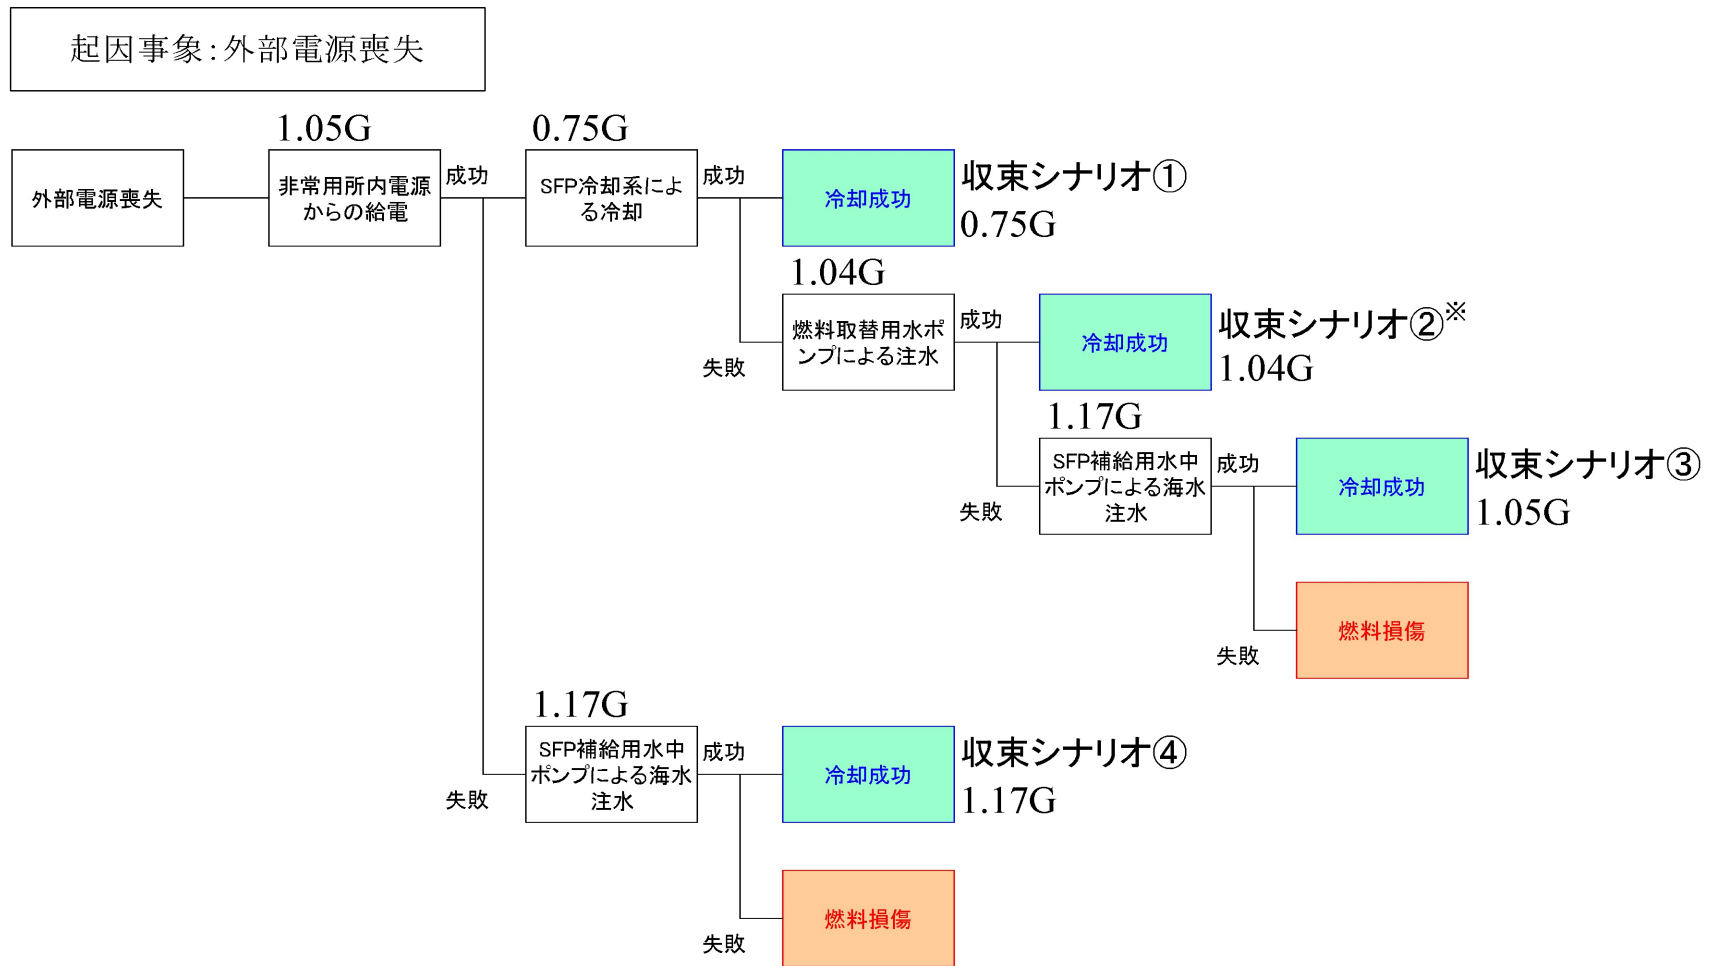 起因事象：外部電源喪失
1.05G
0.75G
外部電源喪失
非常用所内電源
からの給電
成功
SFP冷却系によ
る冷却
成功
冷却成功
収束シナリオ①
0.75G
1.04G
失敗
燃料取替用水ポ
ンプによる注水
成功
冷却成功
収束シナリオ②※
1.04G
1.17G
失敗
SFP補給用水中
ポンプによる海水
注水
成功
冷却成功
収束シナリオ③
1.05G
失敗
燃料損傷
1.17G
失敗
SFP補給用水中
ポンプによる海水
注水
成功
冷却成功
収束シナリオ④
1.17G
失敗
燃料損傷